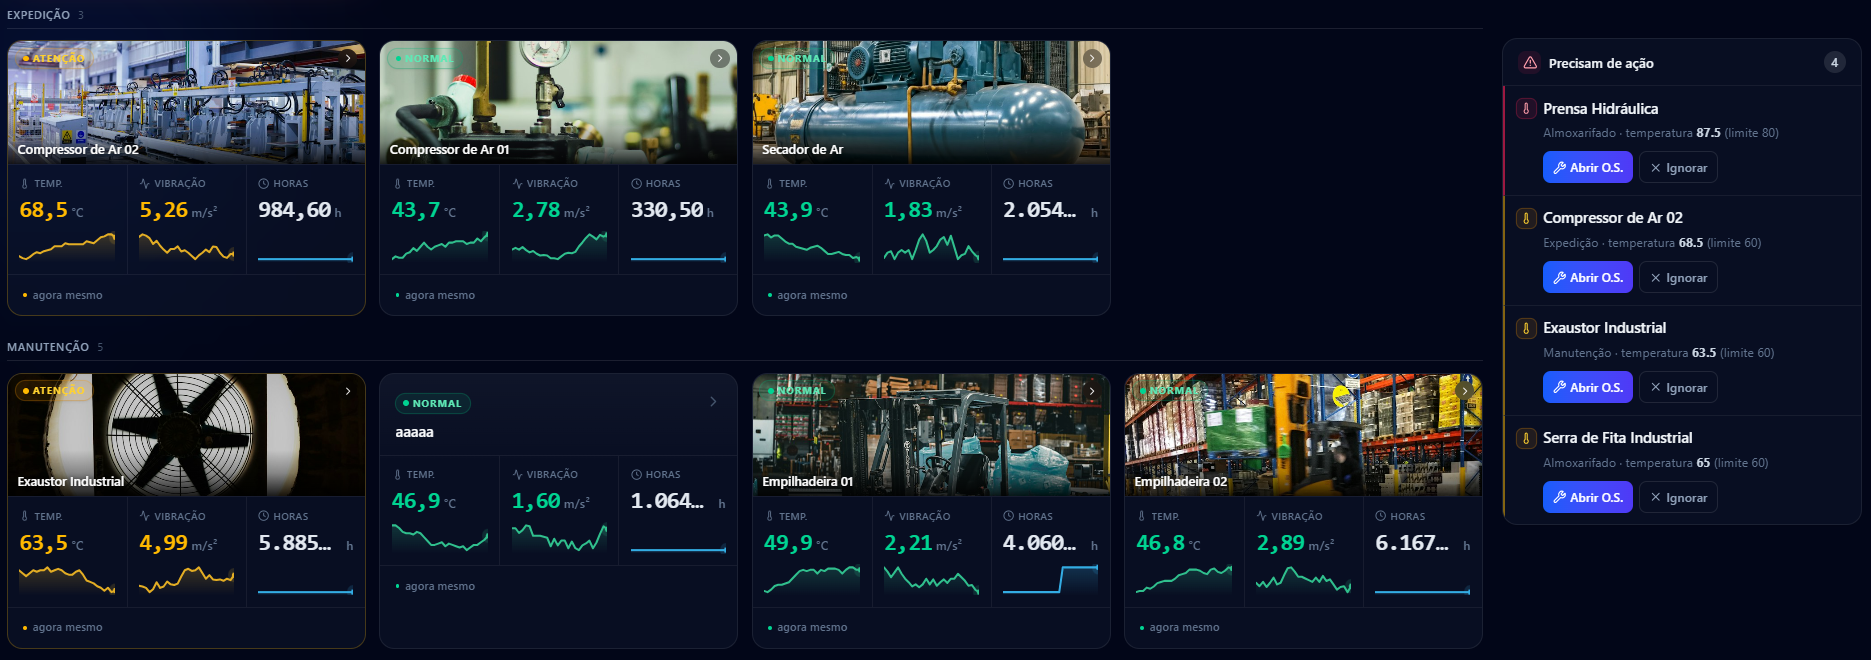 EXPEDIÇÃO 3
ATENÇÃO
Compressor de Ar 02
TEMP. VIBRAÇÃO HORAS
68,5 °C 5,26 m/s² 984,60 h
agora mesmo
NORMAL
Compressor de Ar 01
TEMP. VIBRAÇÃO HORAS
43,7 °C 2,78 m/s² 330,50 h
agora mesmo
NORMAL
Secador de Ar
TEMP. VIBRAÇÃO HORAS
43,9 °C 1,83 m/s² 2.054... h
agora mesmo
MANUTENÇÃO 5
ATENÇÃO
Exaustor Industrial
TEMP. VIBRAÇÃO HORAS
63,5 °C 4,99 m/s² 5.885... h
agora mesmo
NORMAL
aaaaa
TEMP. VIBRAÇÃO HORAS
46,9 °C 1,60 m/s² 1.064... h
agora mesmo
NORMAL
Empilhadeira 01
TEMP. VIBRAÇÃO HORAS
49,9 °C 2,21 m/s² 4.060... h
agora mesmo
NORMAL
Empilhadeira 02
TEMP. VIBRAÇÃO HORAS
46,8 °C 2,89 m/s² 6.167... h
agora mesmo
Precisam de ação 4
Prensa Hidráulica
Almoxarifado · temperatura 87.5 (limite 80)
Abrir O.S. Ignorar
Compressor de Ar 02
Expedição · temperatura 68.5 (limite 60)
Abrir O.S. Ignorar
Exaustor Industrial
Manutenção · temperatura 63.5 (limite 60)
Abrir O.S. Ignorar
Serra de Fita Industrial
Almoxarifado · temperatura 65 (limite 60)
Abrir O.S. Ignorar